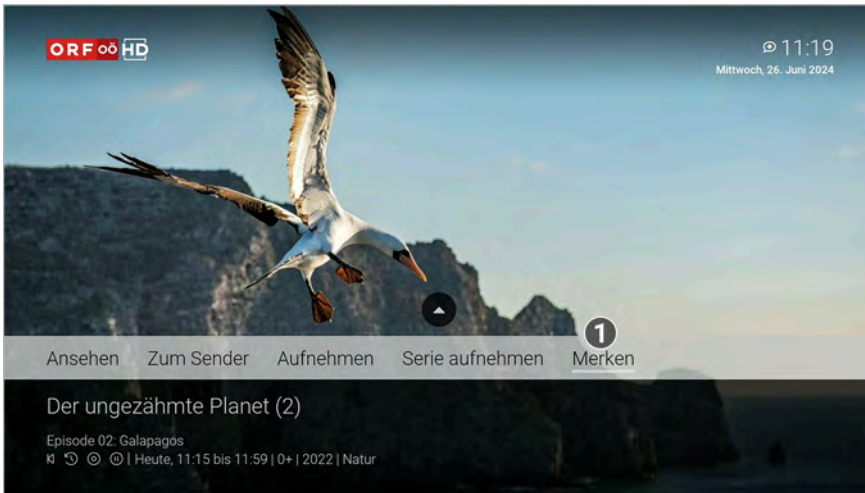 ORF oö HD
11:19
Mittwoch, 26. Juni 2024
1
Ansehen Zum Sender Aufnehmen Serie aufnehmen Merken
Der ungezähmte Planet (2)
Episode 02: Galapagos
| Heute, 11:15 bis 11:59 | 0+ | 2022 | Natur